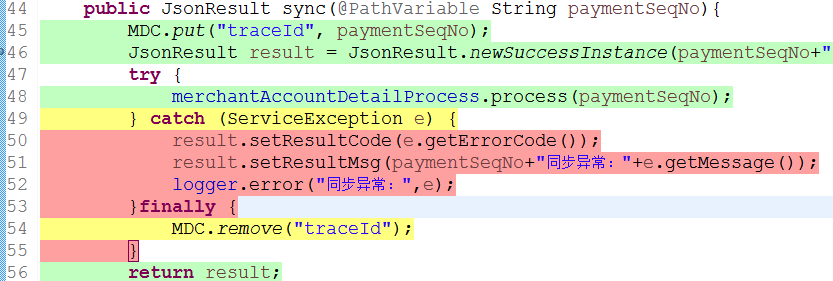 44 public JsonResult sync(@PathVariable String paymentSeqNo){
45 MDC.put("traceId", paymentSeqNo);
46 JsonResult result = JsonResult.newSuccessInstance(paymentSeqNo+"
47 try {
48 merchantAccountDetailProcess.process(paymentSeqNo);
49 } catch (ServiceException e) {
50 result.setResultCode(e.getErrorCode());
51 result.setResultMsg(paymentSeqNo+"同步异常："+e.getMessage());
52 logger.error("同步异常：",e);
53 }finally {
54 MDC.remove("traceId");
55 }
56 return result;